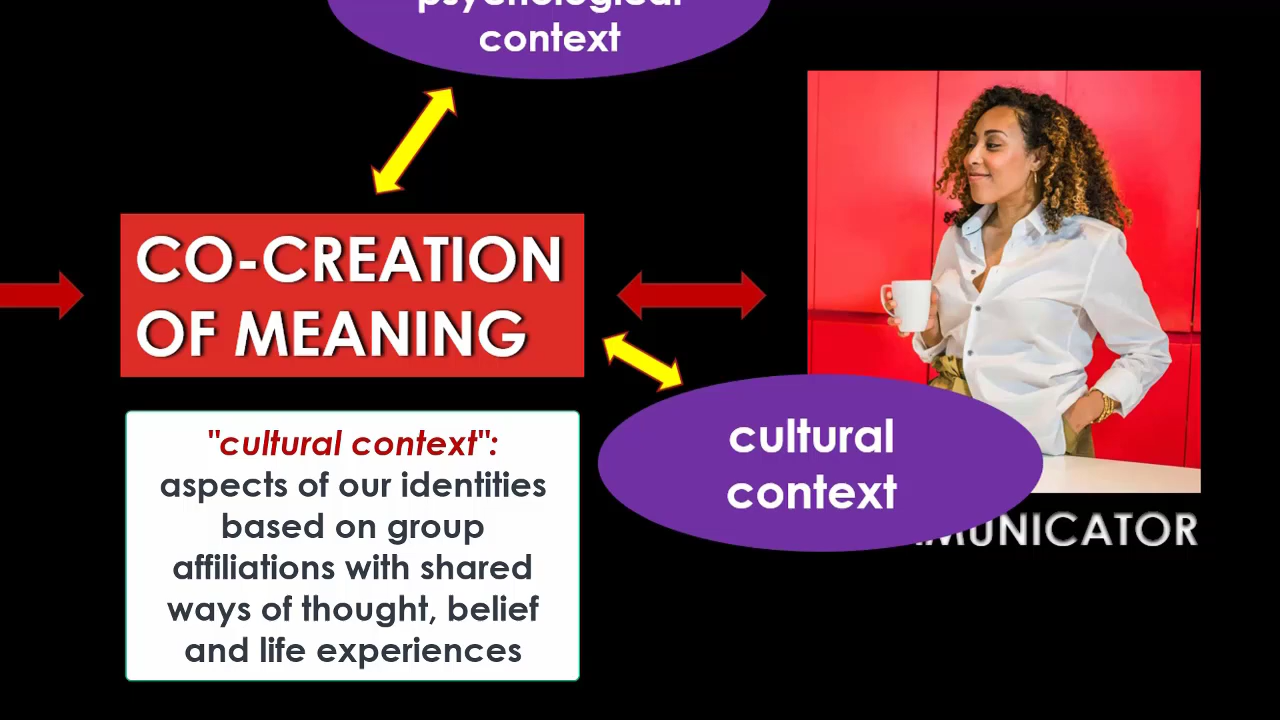 psychological
context
CO-CREATION
OF MEANING
"cultural context":
aspects of our identities
based on group
affiliations with shared
ways of thought, belief
and life experiences
cultural
context
MUNICATOR